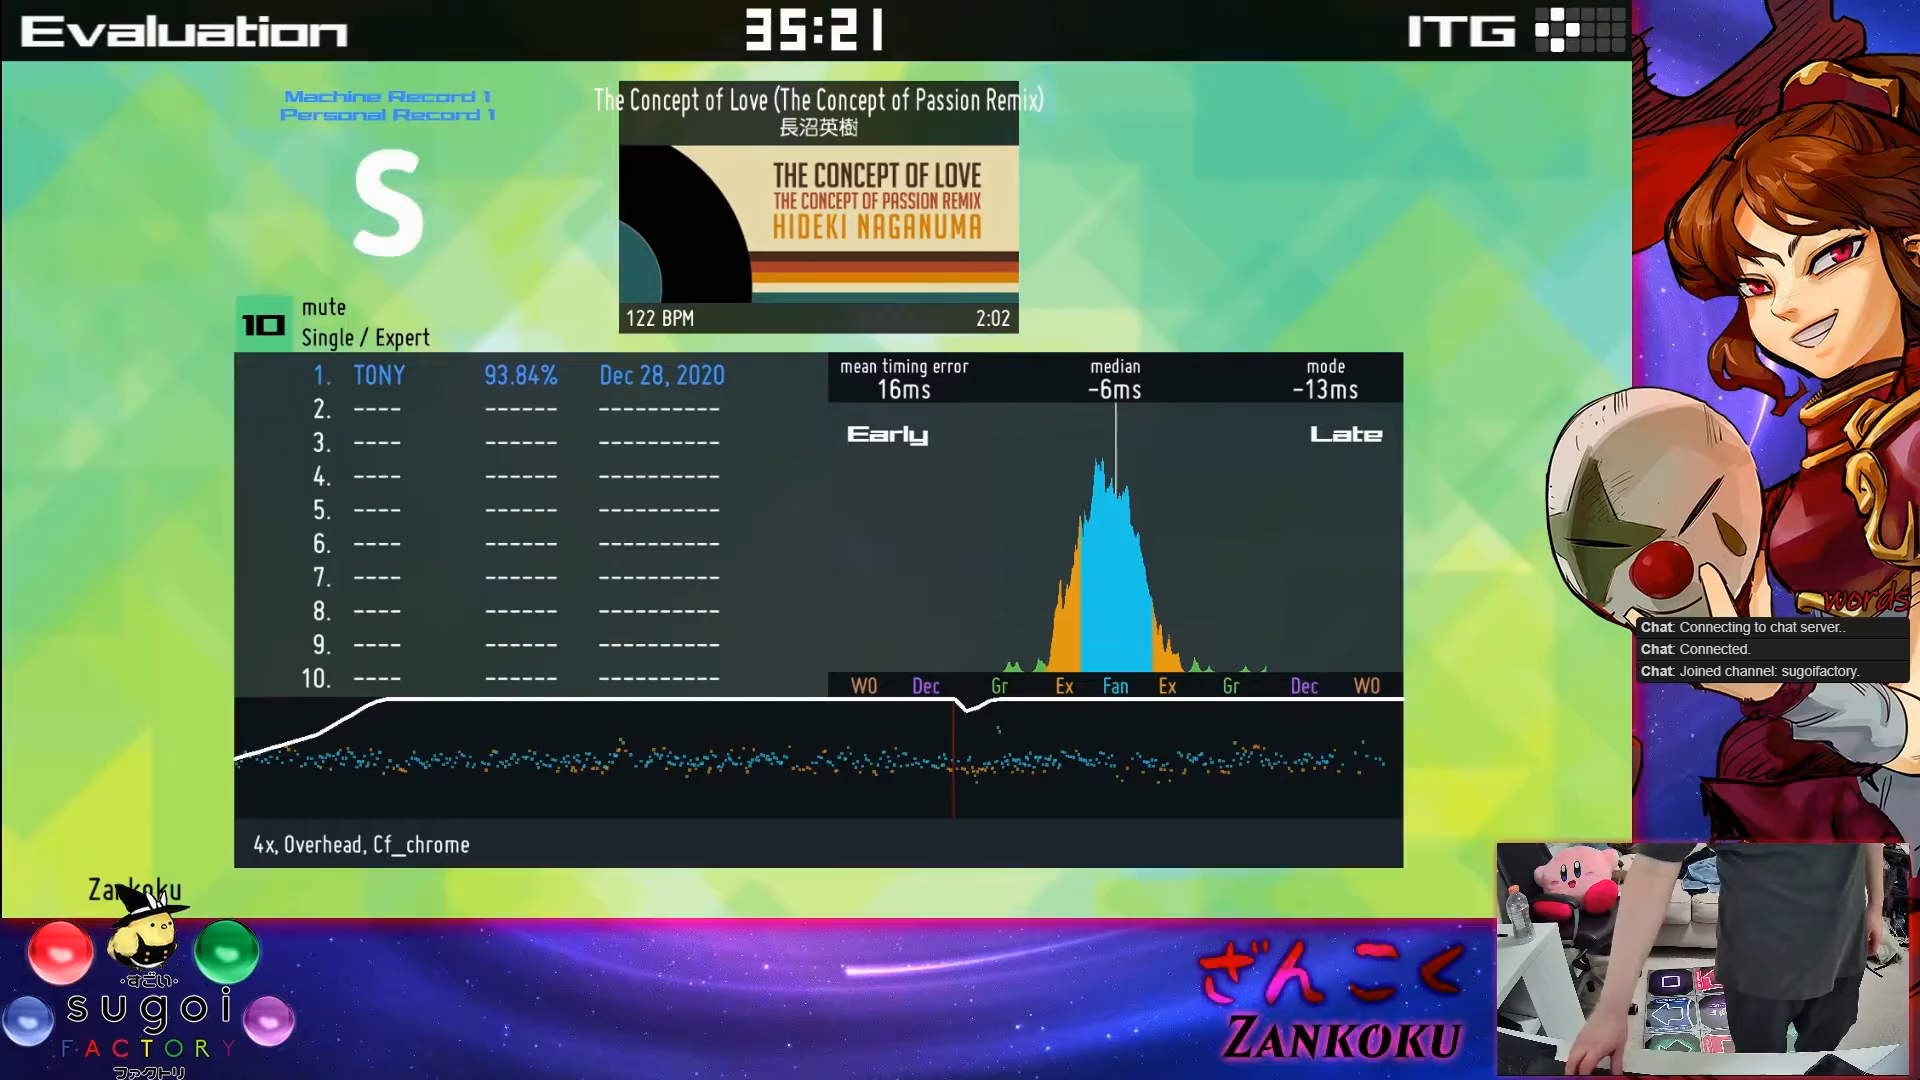 Evaluation
35:21
ITG
Machine Record 1
Personal Record 1
S
The Concept of Love (The Concept of Passion Remix)
長沼英樹
THE CONCEPT OF LOVE
THE CONCEPT OF PASSION REMIX
HIDEKI NAGANUMA
122 BPM
2:02
10
mute
Single / Expert
1. TONY 93.84% Dec 28, 2020
2. ---- ------ ----------
3. ---- ------ ----------
4. ---- ------ ----------
5. ---- ------ ----------
6. ---- ------ ----------
7. ---- ------ ----------
8. ---- ------ ----------
9. ---- ------ ----------
10. ---- ------ ----------
mean timing error median mode
16ms -6ms -13ms
Early Late
WO Dec Gr Ex Fan Ex Gr Dec WO
4x, Overhead, Cf_chrome
words
Chat: Connecting to chat server..
Chat: Connected.
Chat: Joined channel: sugoifactory.
Zankoku
·すごい·
sugoi
FACTORY
ファクトリ
ざんこく
ZANKOKU